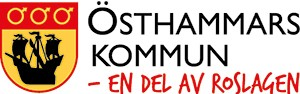 ÖSTHAMMARS
KOMMUN
- EN DEL AV ROSLAGEN